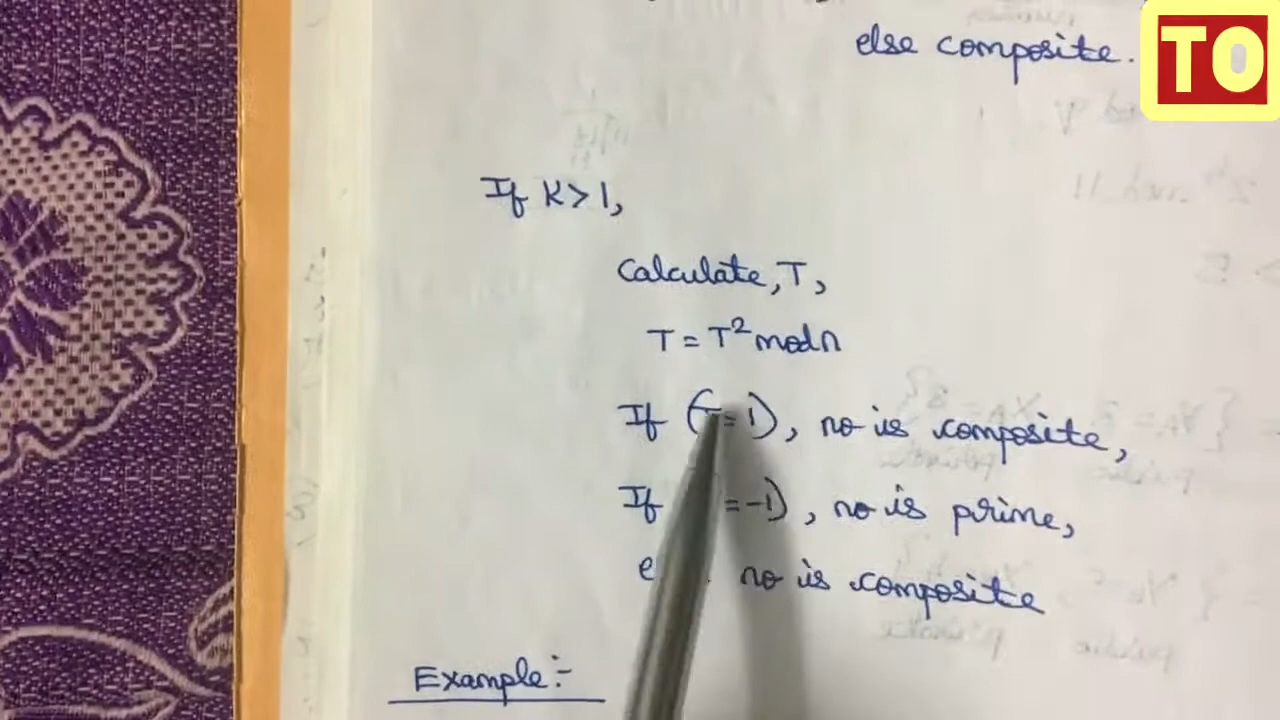 else composite.
TO
If K > 1,
calculate, T,
T = T² mod n
If (T = 1), no is composite,
If = -1), no is prime,
no is composite
Example:-